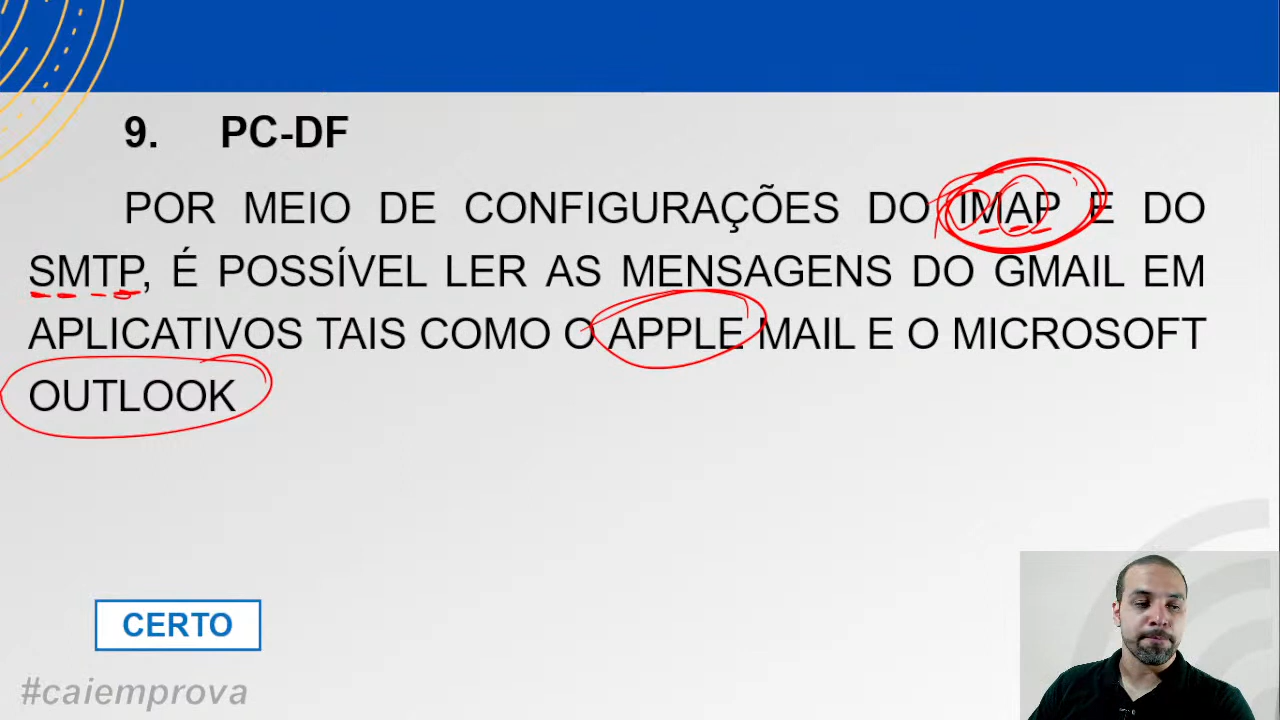 9. PC-DF
POR MEIO DE CONFIGURAÇÕES DO IMAP E DO
SMTP, É POSSÍVEL LER AS MENSAGENS DO GMAIL EM
APLICATIVOS TAIS COMO O APPLE MAIL E O MICROSOFT
OUTLOOK
CERTO
#caiemprova